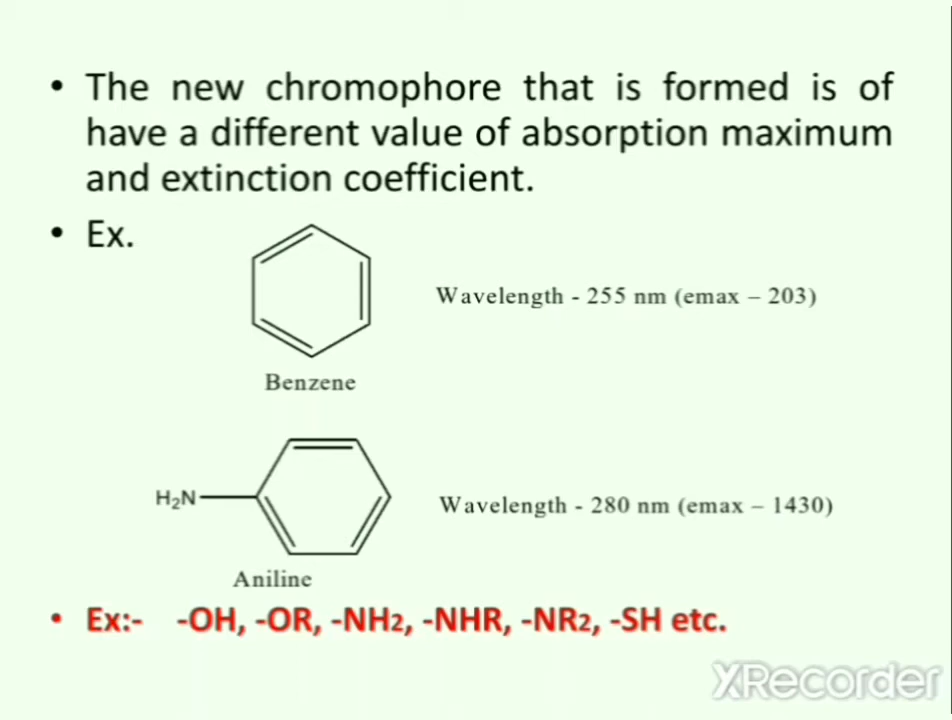 • The new chromophore that is formed is of
have a different value of absorption maximum
and extinction coefficient.
• Ex.
Wavelength - 255 nm (emax – 203)
Benzene
H₂N
Wavelength - 280 nm (emax – 1430)
Aniline
• Ex:- -OH, -OR, -NH₂, -NHR, -NR₂, -SH etc.
XRecorder